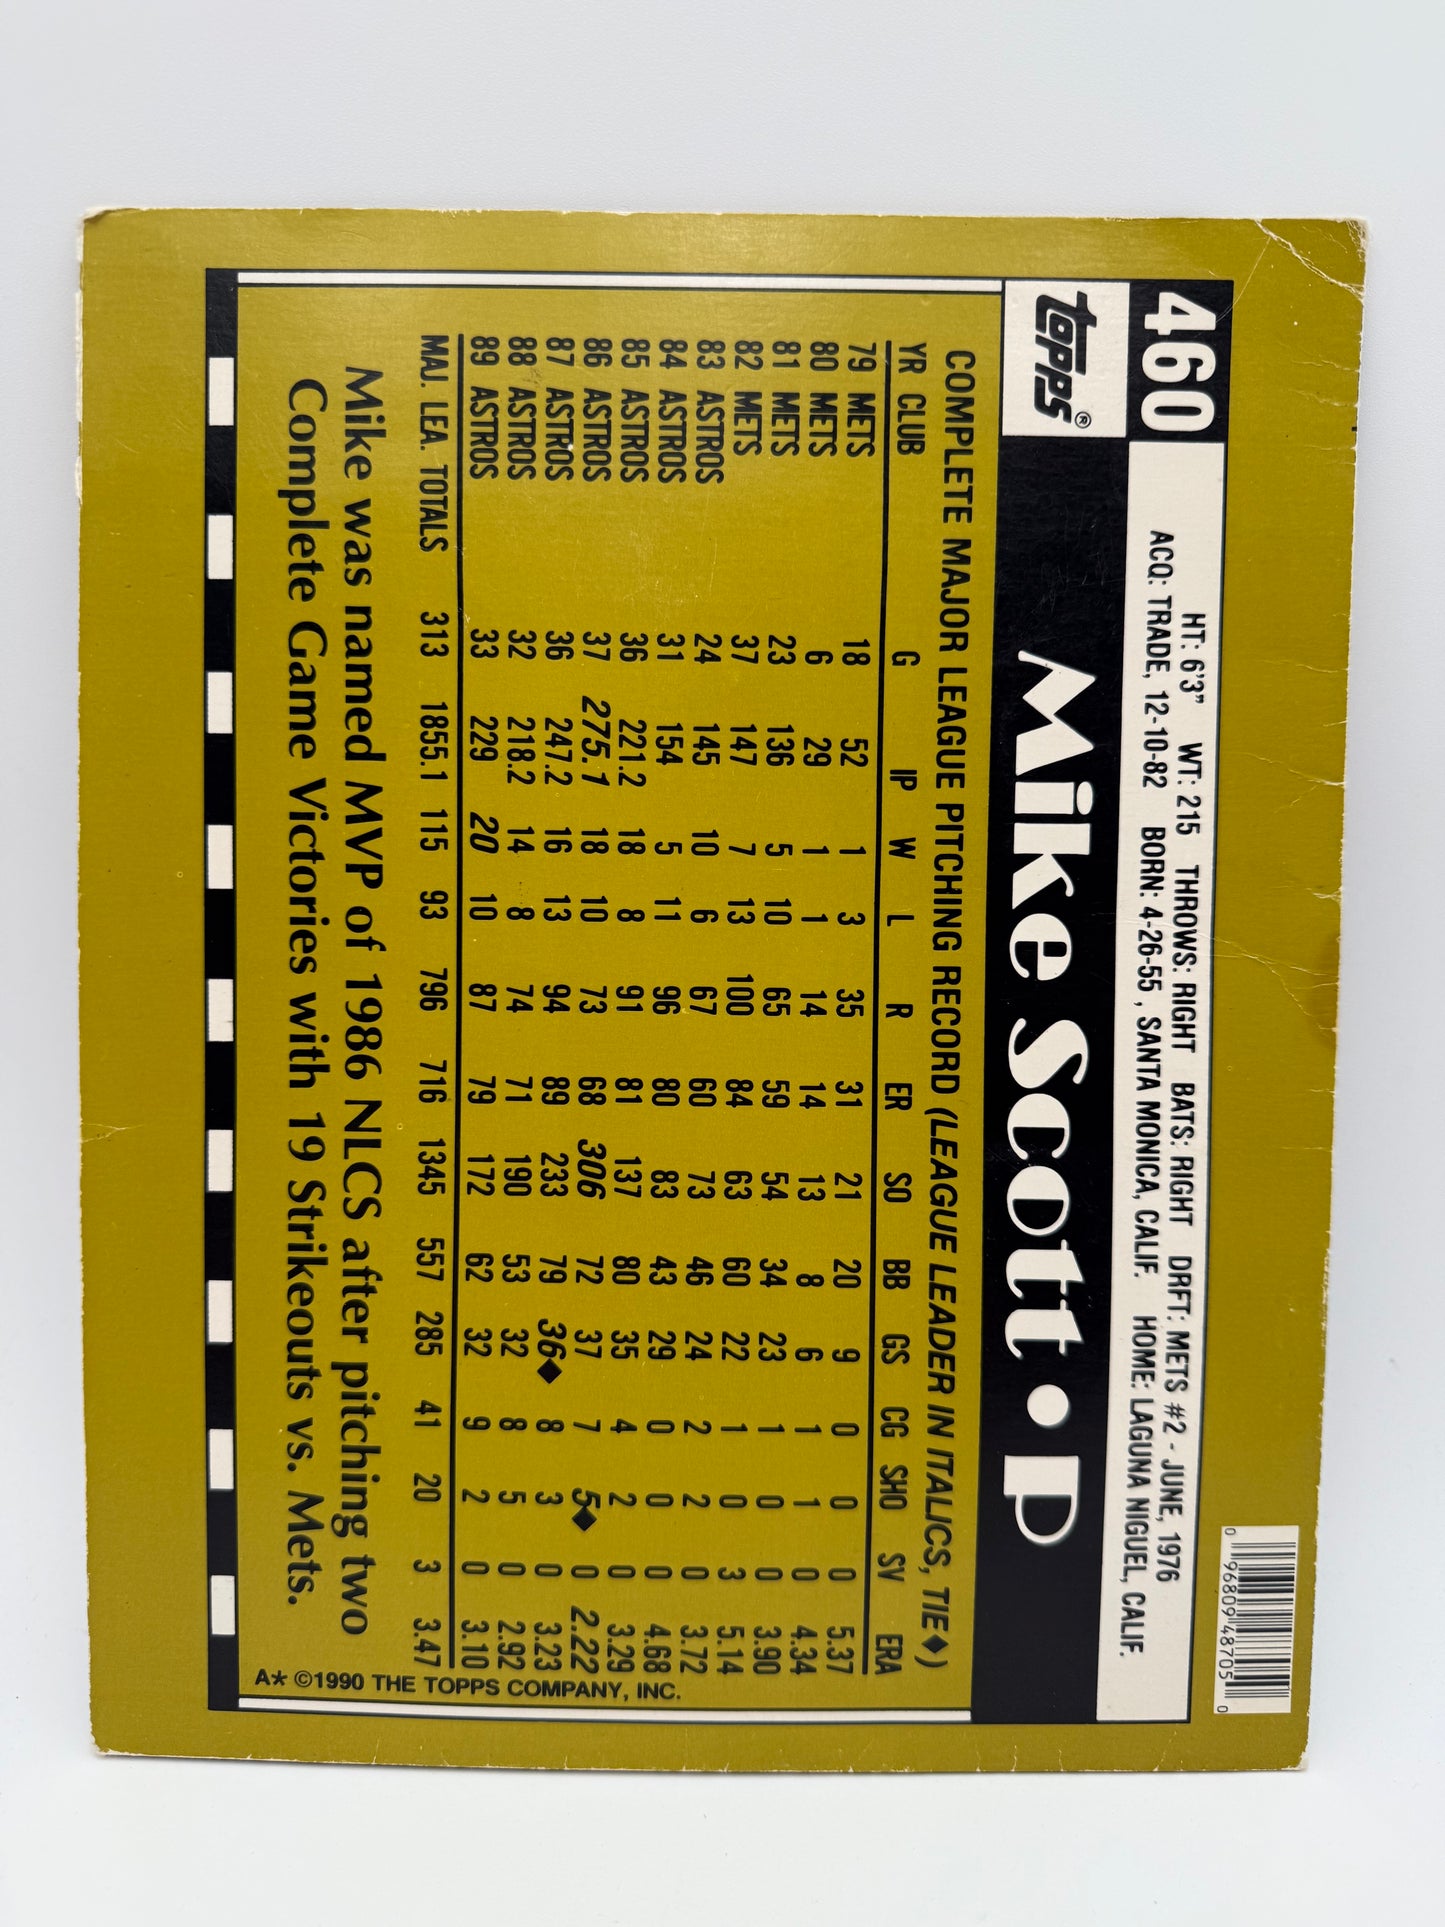 460
topps®
HT: 6'3" WT: 215 THROWS: RIGHT BATS: RIGHT DRFT: METS #2 - JUNE, 1976
ACQ: TRADE, 12-10-82 BORN: 4-26-55 , SANTA MONICA, CALIF. HOME: LAGUNA NIGUEL, CALIF.
Mike Scott • P
COMPLETE MAJOR LEAGUE PITCHING RECORD (LEAGUE LEADER IN ITALICS, TIE◆)
YR CLUB G IP W L R ER SO BB GS CG SHO SV ERA
79 METS 18 52 1 3 35 31 21 20 9 0 0 0 5.37
80 METS 6 29 1 1 14 14 13 8 6 1 1 0 4.34
81 METS 23 136 5 10 65 59 54 34 23 1 0 0 3.90
82 METS 37 147 7 13 100 84 63 60 22 1 0 3 5.14
83 ASTROS 24 145 10 6 67 60 73 46 24 2 2 0 3.72
84 ASTROS 31 154 5 11 96 80 83 43 29 0 0 0 4.68
85 ASTROS 36 221.2 18 8 91 81 137 80 35 4 2 0 3.29
86 ASTROS 37 275.1 18 10 73 68 306 72 37 7 5◆ 0 2.22
87 ASTROS 36 247.2 16 13 94 89 233 79 36◆ 8 3 0 3.23
88 ASTROS 32 218.2 14 8 74 71 190 53 32 8 5 0 2.92
89 ASTROS 33 229 20 10 87 79 172 62 32 9 2 0 3.10
MAJ. LEA. TOTALS 313 1855.1 115 93 796 716 1345 557 285 41 20 3 3.47
Mike was named MVP of 1986 NLCS after pitching two
Complete Game Victories with 19 Strikeouts vs. Mets.
A* ©1990 THE TOPPS COMPANY, INC.
0 96809 48705 0